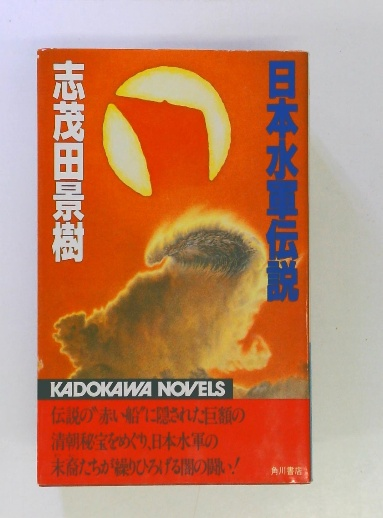 日本水軍伝説
志茂田景樹
KADOKAWA NOVELS
伝説の"赤い船"に隠された巨額の
清朝秘宝をめぐり、日本水軍の
末裔たちが繰りひろげる闇の闘い!
角川書店